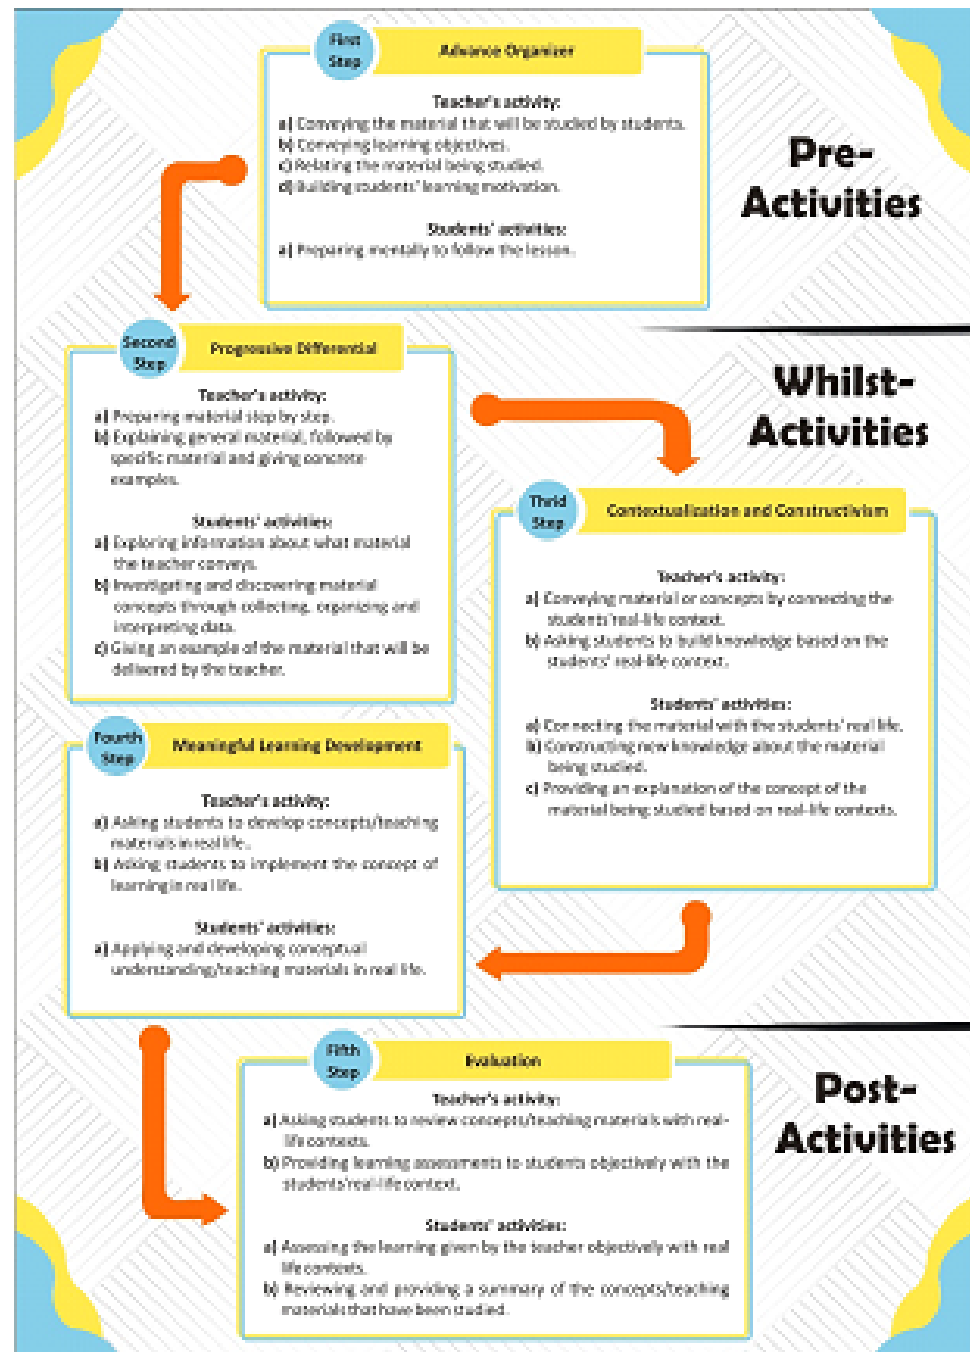 First
Step
Advance Organizer
Teacher's activity:
a) Conveying the material that will be studied by students.
b) Conveying learning objectives.
c) Relating the material being studied.
d) Building students' learning motivation.
Students' activities:
a) Preparing mentally to follow the lesson.
Pre-
Activities
Second
Step
Progressive Differential
Teacher's activity:
a) Preparing material step by step.
b) Explaining general material, followed by
specific material and giving concrete
examples.
Students' activities:
a) Exploring information about what material
the teacher conveys.
b) Investigating and discovering material
concepts through collecting, organizing and
interpreting data.
c) Giving an example of the material that will be
delivered by the teacher.
Whilst-
Activities
Thrid
Step
Contextualization and Constructivism
Teacher's activity:
a) Conveying material or concepts by connecting the
students'real-life context.
b) Asking students to build knowledge based on the
students' real-life context.
Students' activities:
a) Connecting the material with the students' real life.
b) Constructing new knowledge about the material
being studied.
c) Providing an explanation of the concept of the
material being studied based on real-life contexts.
Fourth
Step
Meaningful Learning Development
Teacher's activity:
a) Asking students to develop concepts/teaching
materials in real life..
b) Asking students to implement the concept of
learning in real life.
Students' activities:
a) Applying and developing conceptual
understanding/teaching materials in real life.
Fifth
Step
Evaluation
Teacher's activity:
a) Asking students to review concepts/teaching materials with real-
life contexts.
b) Providing learning assessments to students objectively with the
students'real-life context.
Students' activities:
a) Assessing the learning given by the teacher objectively with real
life contexts.
b) Reviewing and providing a summary of the concepts/teaching
materials that have been studied.
Post-
Activities